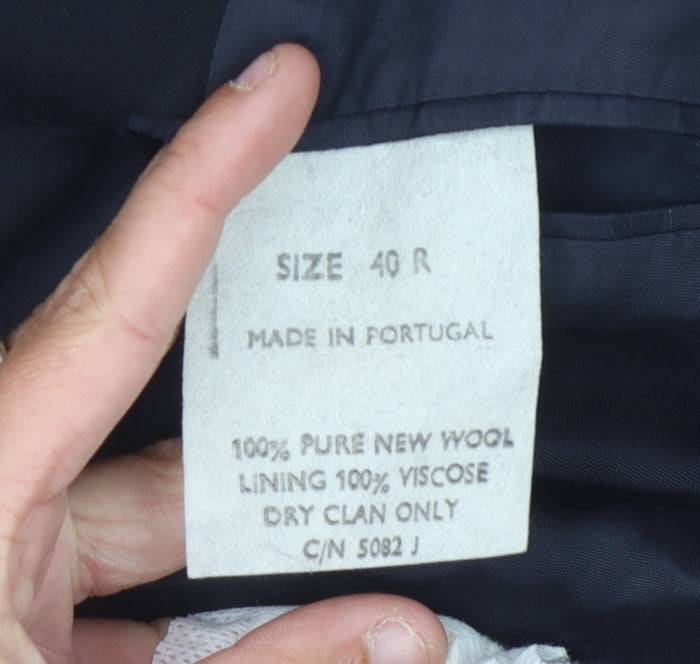 SIZE 40 R
MADE IN PORTUGAL
100% PURE NEW WOOL
LINING 100% VISCOSE
DRY CLAN ONLY
C/N 5082 J